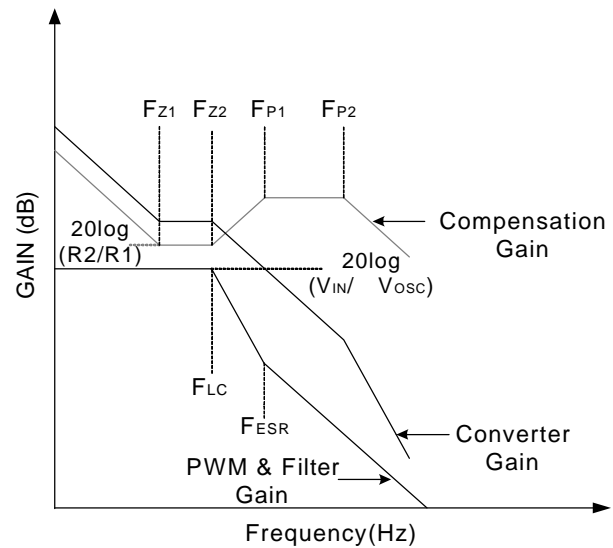 FZ1 FZ2 FP1 FP2
GAIN (dB)
20log
(R2/R1)
Compensation
Gain
20log
(VIN/ VOSC)
FLC
FESR
PWM & Filter
Gain
Converter
Gain
Frequency(Hz)